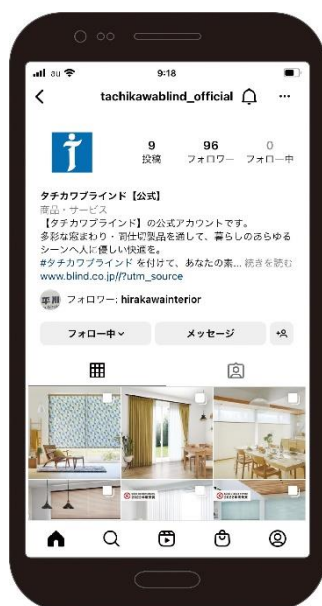 au
9:18
tachikawablind_official
9
96
0
投稿
フォロワー
フォロー中
タチカワブラインド【公式】
商品・サービス
【タチカワブラインド】の公式アカウントです。
多彩な窓まわり・間仕切製品を通して、暮らしのあらゆる
シーンへ人に優しい快適を。
#タチカワブラインド を付けて、あなたの素... 続きを読む
www.blind.co.jp//?utm_source
フォロワー: hirakawainterior
フォロー中
メッセージ